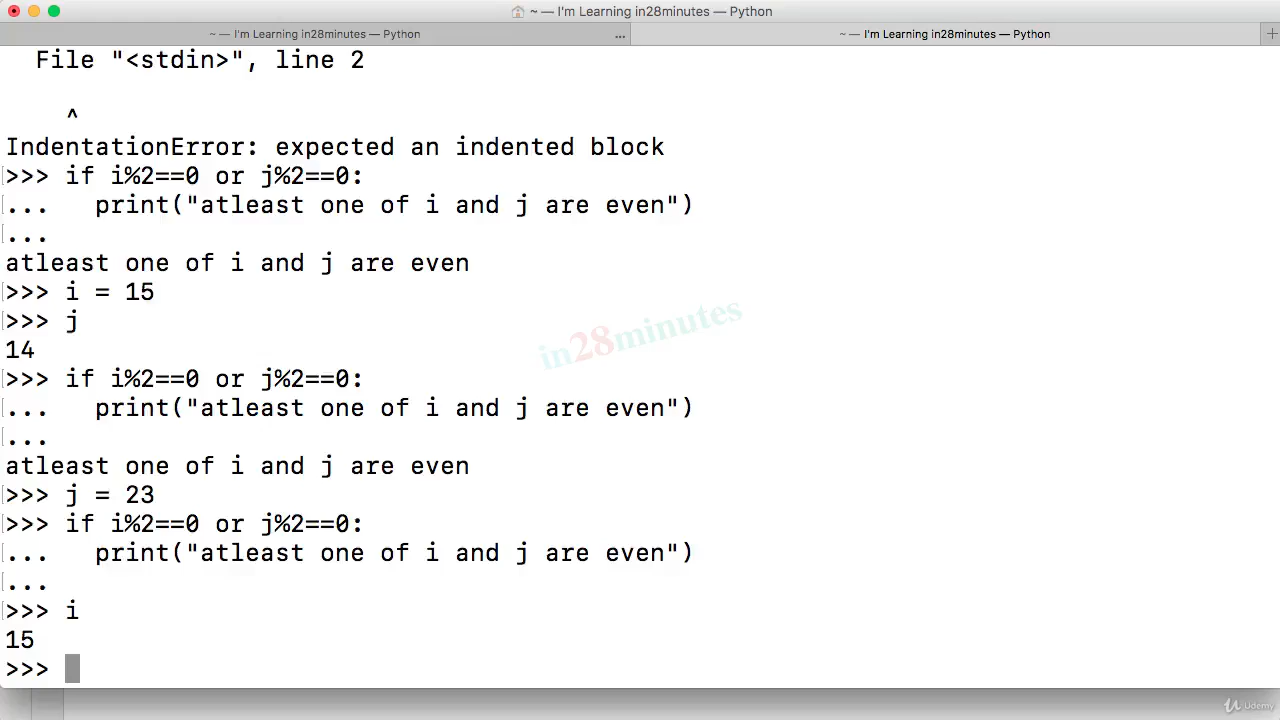 ~ — I'm Learning in28minutes — Python
~ — I'm Learning in28minutes — Python ...
~ — I'm Learning in28minutes — Python
File "<stdin>", line 2
^
IndentationError: expected an indented block
>>> if i%2==0 or j%2==0:
...   print("atleast one of i and j are even")
...
atleast one of i and j are even
>>> i = 15
>>> j
14
>>> if i%2==0 or j%2==0:
...   print("atleast one of i and j are even")
...
atleast one of i and j are even
>>> j = 23
>>> if i%2==0 or j%2==0:
...   print("atleast one of i and j are even")
...
>>> i
15
>>>
in28minutes
Udemy